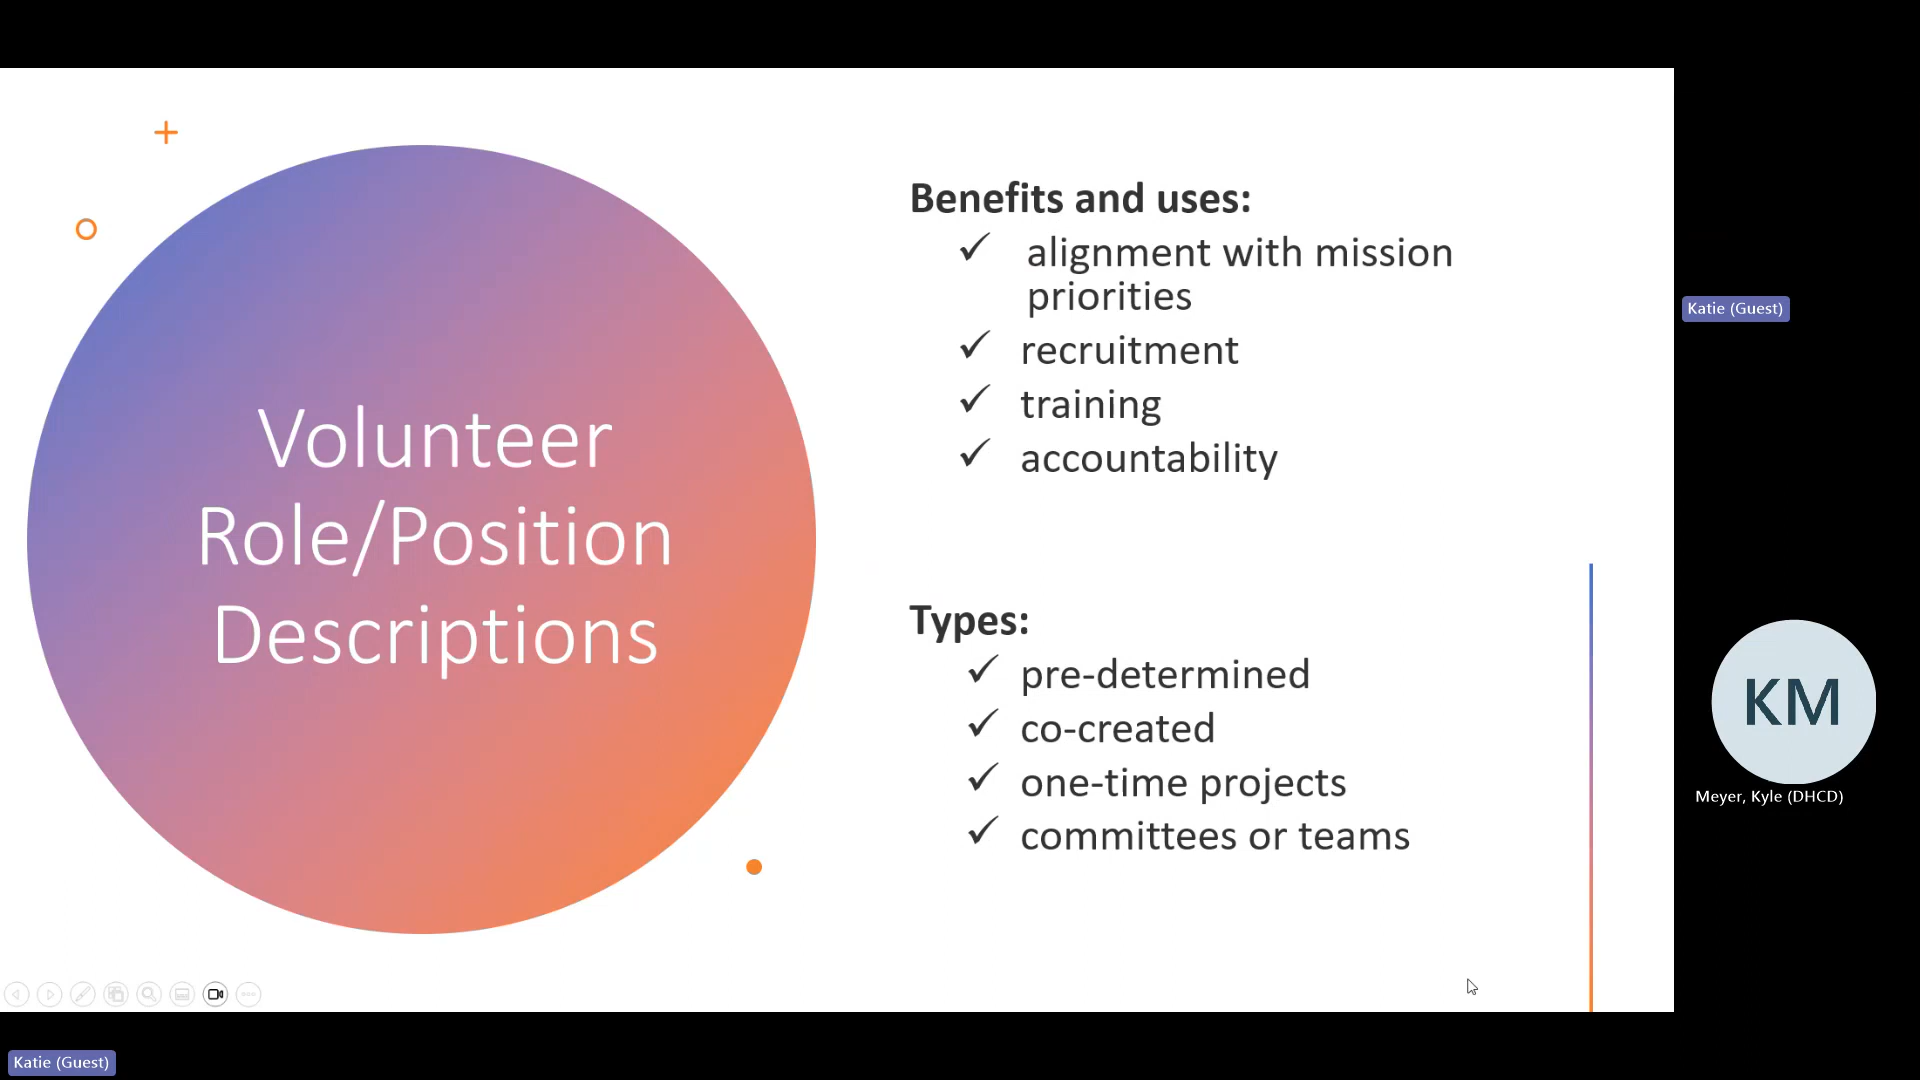 Volunteer
Role/Position
Descriptions
Benefits and uses:
✓ alignment with mission
priorities
✓ recruitment
✓ training
✓ accountability
Types:
✓ pre-determined
✓ co-created
✓ one-time projects
✓ committees or teams
Katie (Guest)
KM
Meyer, Kyle (DHCD)
Katie (Guest)